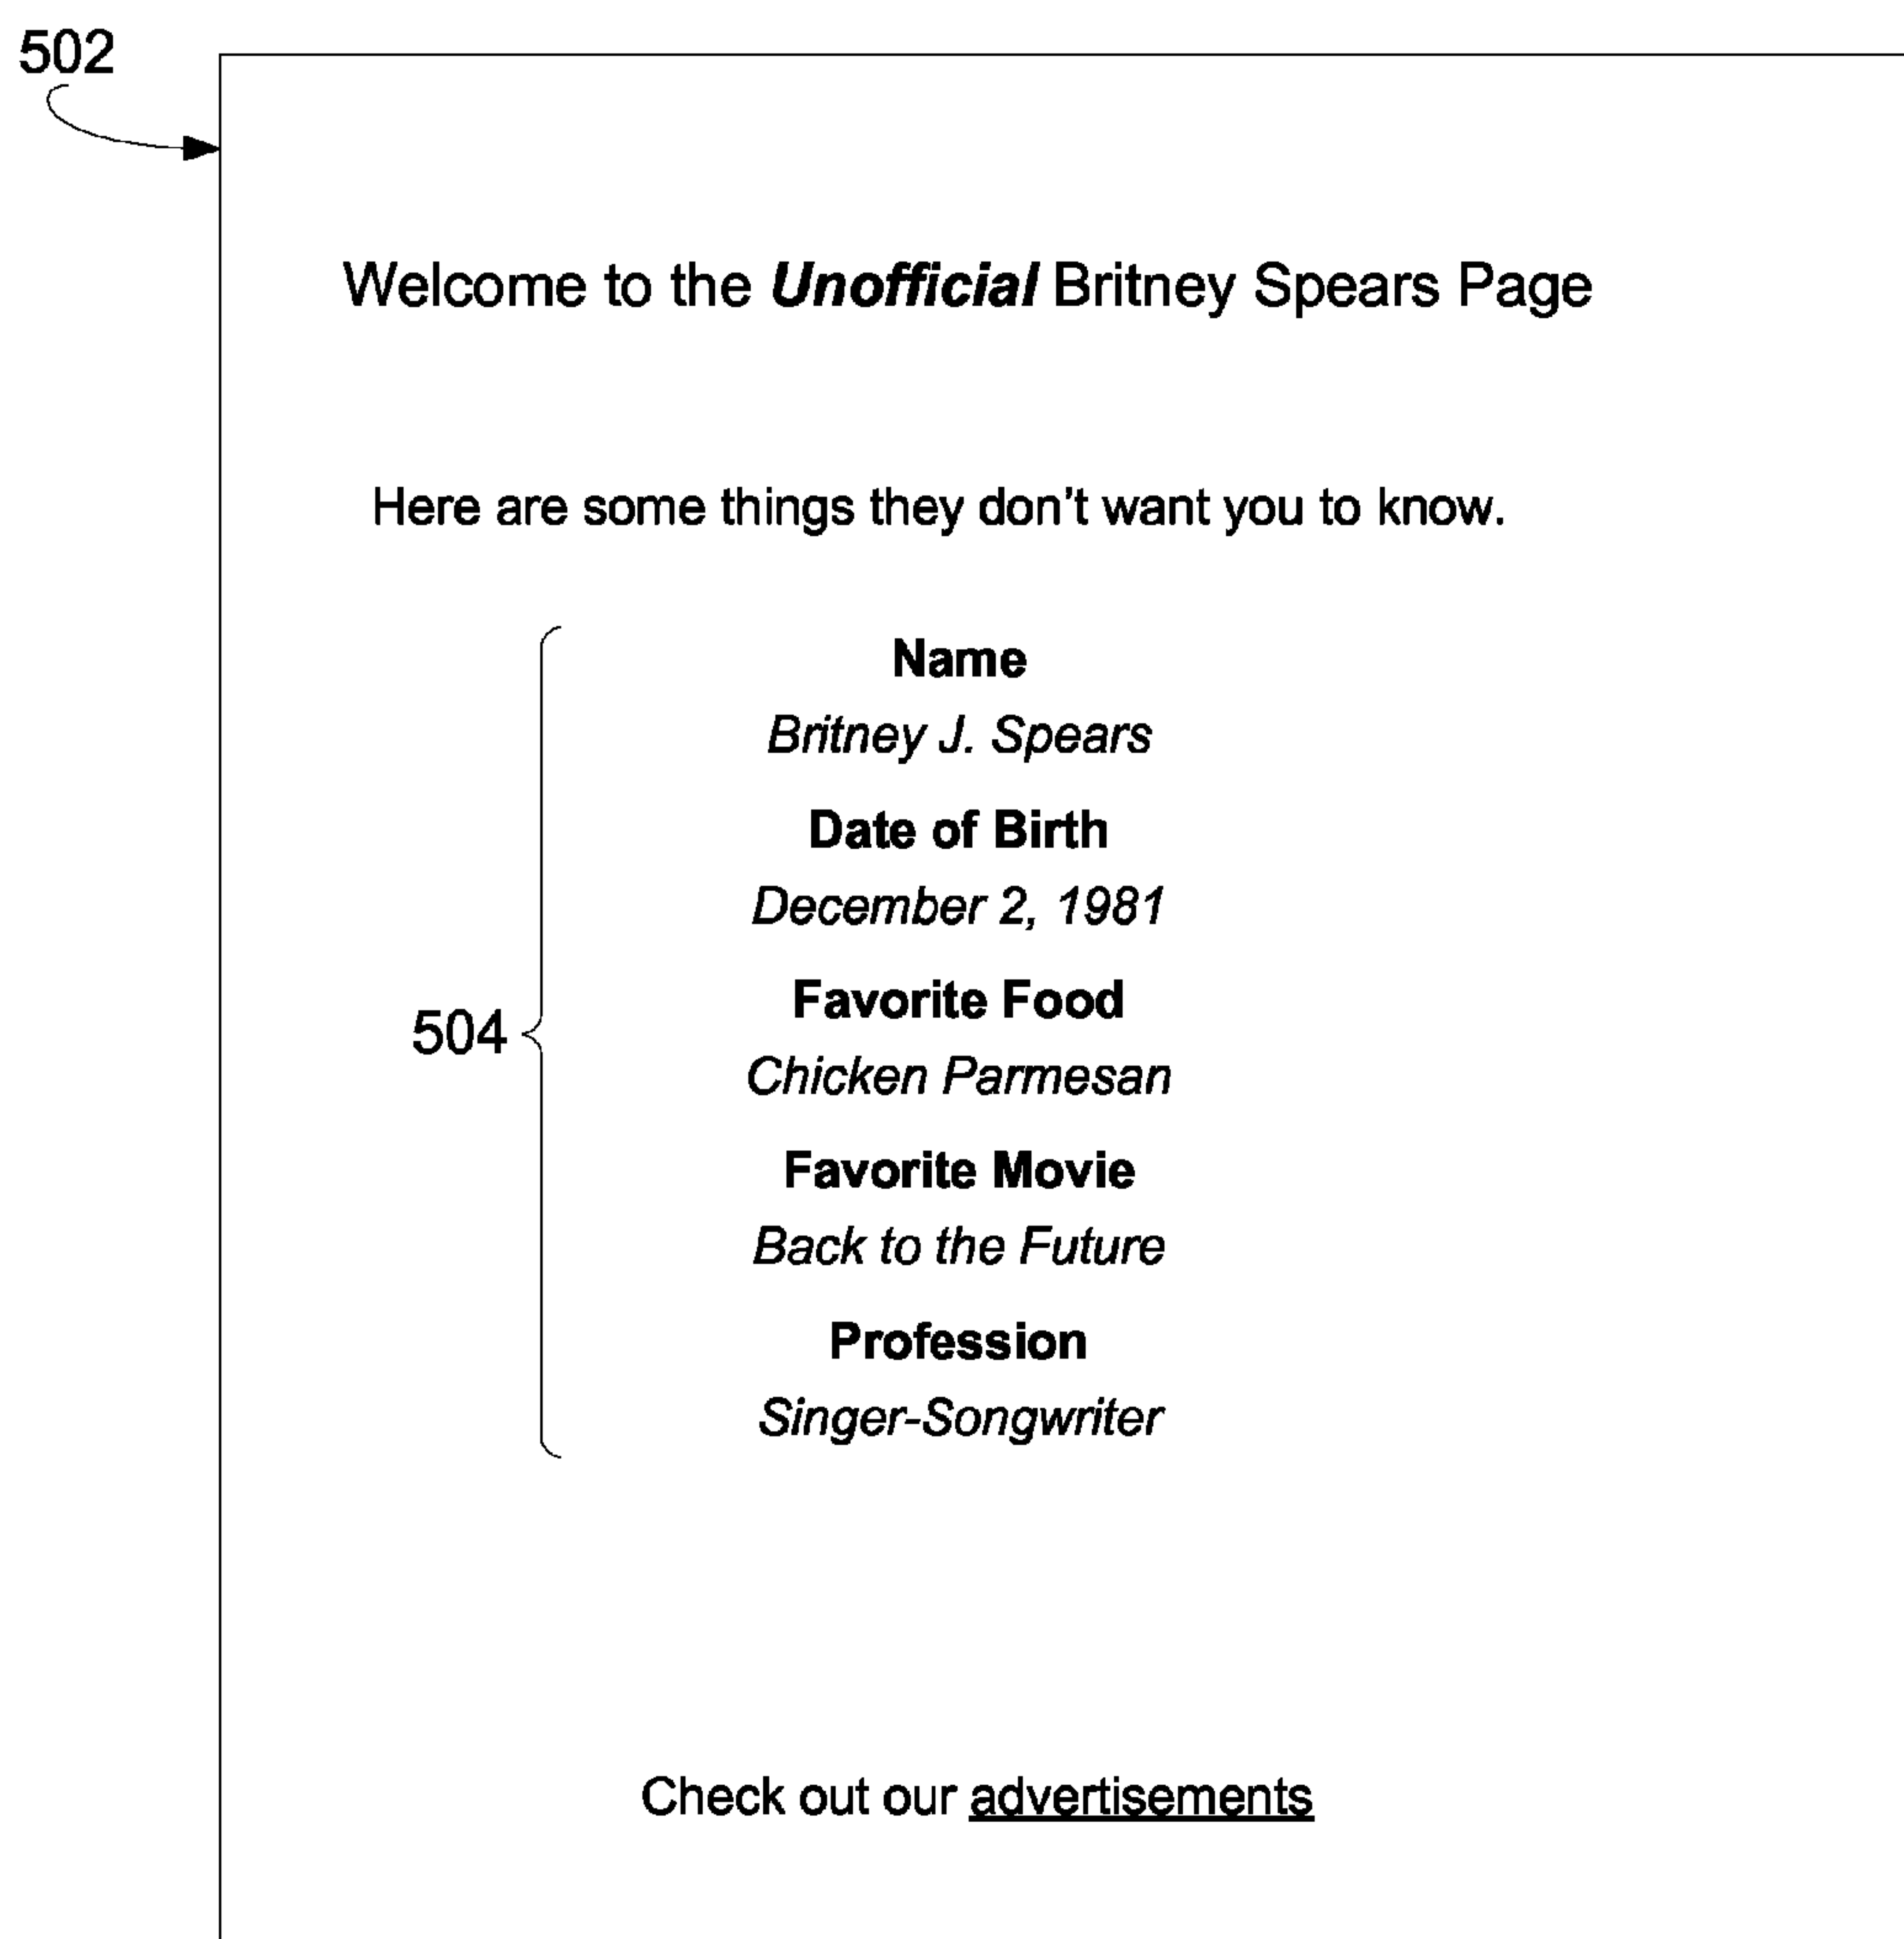 502
Welcome to the Unofficial Britney Spears Page
Here are some things they don't want you to know.
Name
Britney J. Spears
Date of Birth
December 2, 1981
Favorite Food
504
Chicken Parmesan
Favorite Movie
Back to the Future
Profession
Singer-Songwriter
Check out our advertisements